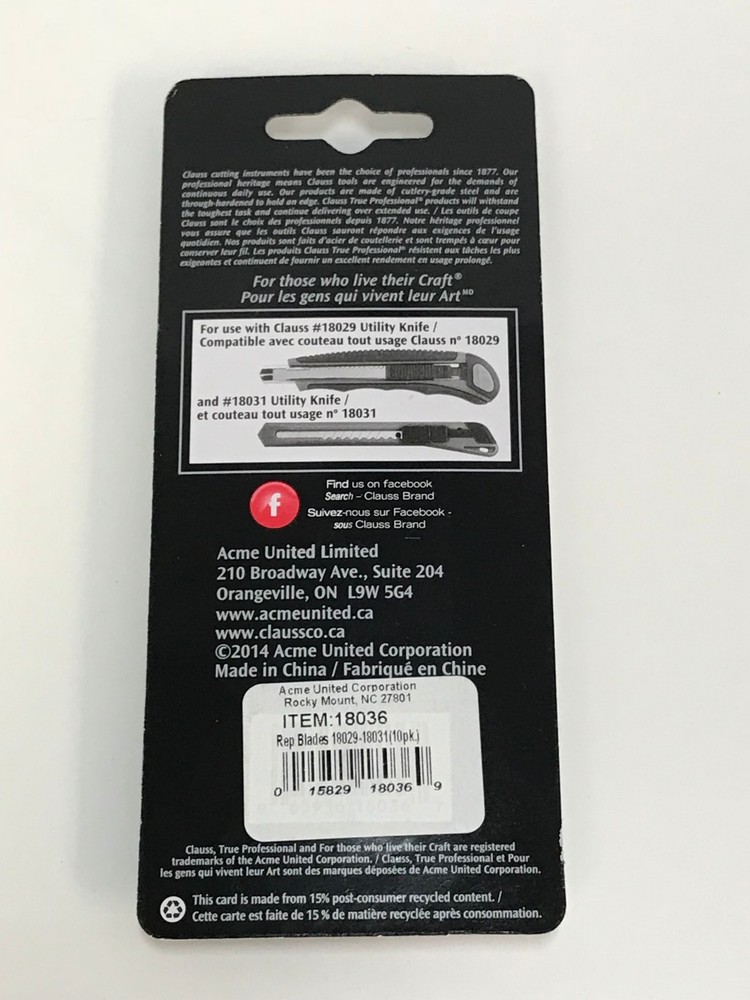 Clauss cutting instruments have been the choice of professionals since 1877. Our
professional heritage means Clauss tools are engineered for the demands of
continuous daily use. Our products are made of cutlery-grade steel and are
through-hardened to hold an edge. Clauss True Professional® products will withstand
the toughest task and continue delivering over extended use. / Les outils de coupe
Clauss sont le choix des professionnels depuis 1877. Notre héritage professionnel
vous assure que les outils Clauss sauront répondre aux exigences de l'usage
quotidien. Nos produits sont faits d'acier de coutellerie et sont trempés à cœur pour
conserver leur fil. Les produits Clauss True Professional® résistent aux tâches les plus
exigeantes et continuent de fournir un excellent rendement en usage prolongé.
For those who live their Craft®
Pour les gens qui vivent leur Art MD
For use with Clauss #18029 Utility Knife /
Compatible avec couteau tout usage Clauss n° 18029
and #18031 Utility Knife /
et couteau tout usage n° 18031
f
Find us on facebook
Search - Clauss Brand
Suivez-nous sur Facebook -
sous Clauss Brand
Acme United Limited
210 Broadway Ave., Suite 204
Orangeville, ON L9W 5G4
www.acmeunited.ca
www.claussco.ca
©2014 Acme United Corporation
Made in China / Fabriqué en Chine
Acme United Corporation
Rocky Mount, NC 27801
ITEM:18036
Rep Blades 18029-18031(10pk.)
0 15829 18036 9
Clauss, True Professional and For those who live their Craft are registered
trademarks of the Acme United Corporation. / Clauss, True Professional et Pour
les gens qui vivent leur Art sont des marques déposées de Acme United Corporation.
This card is made from 15% post-consumer recycled content. /
Cette carte est faite de 15 % de matière recyclée après consommation.